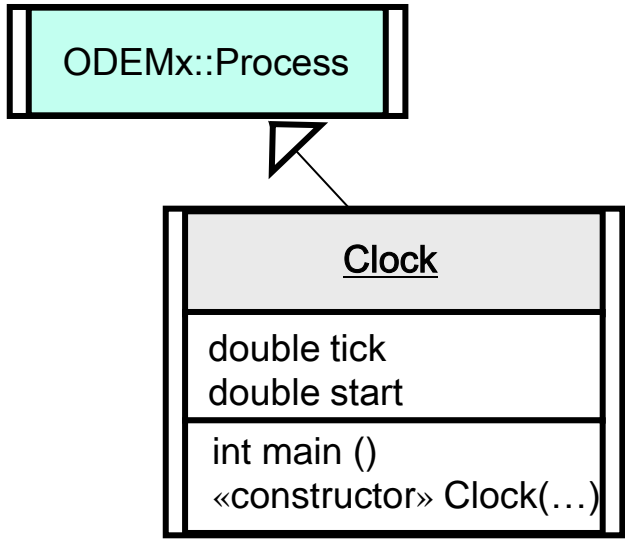 ODEMx::Process
Clock
double tick
double start
int main ()
«constructor» Clock(…)